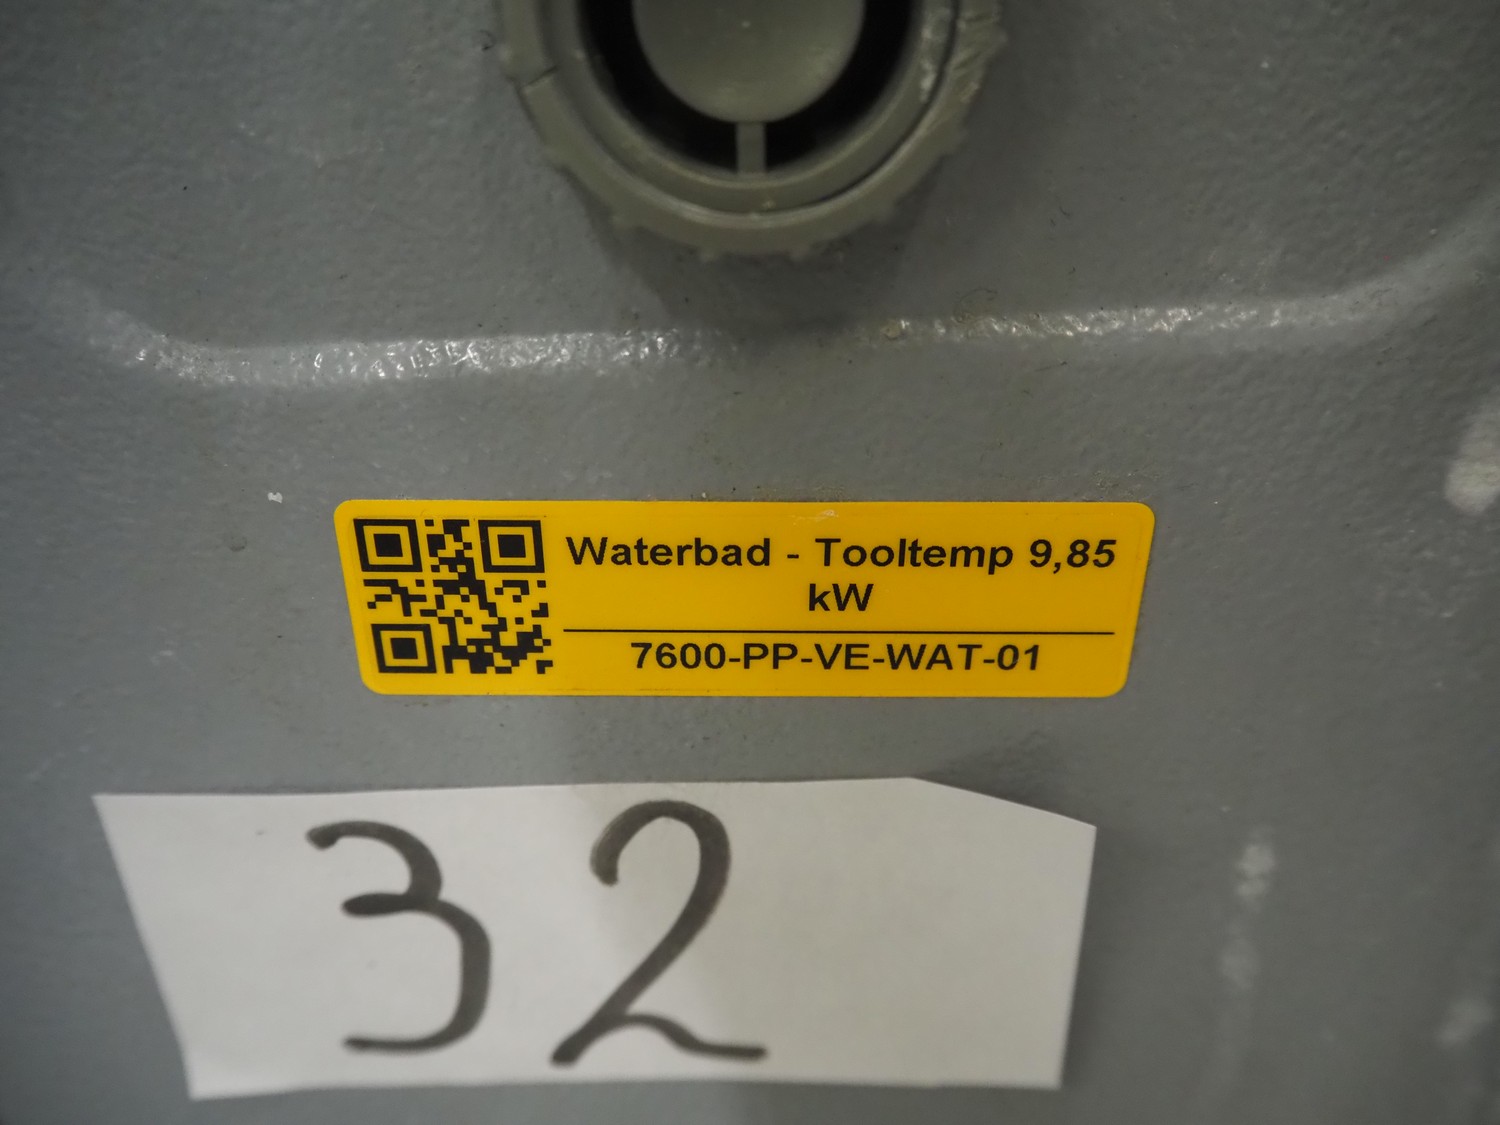 Waterbad - Tooltemp 9,85
kW
7600-PP-VE-WAT-01
32